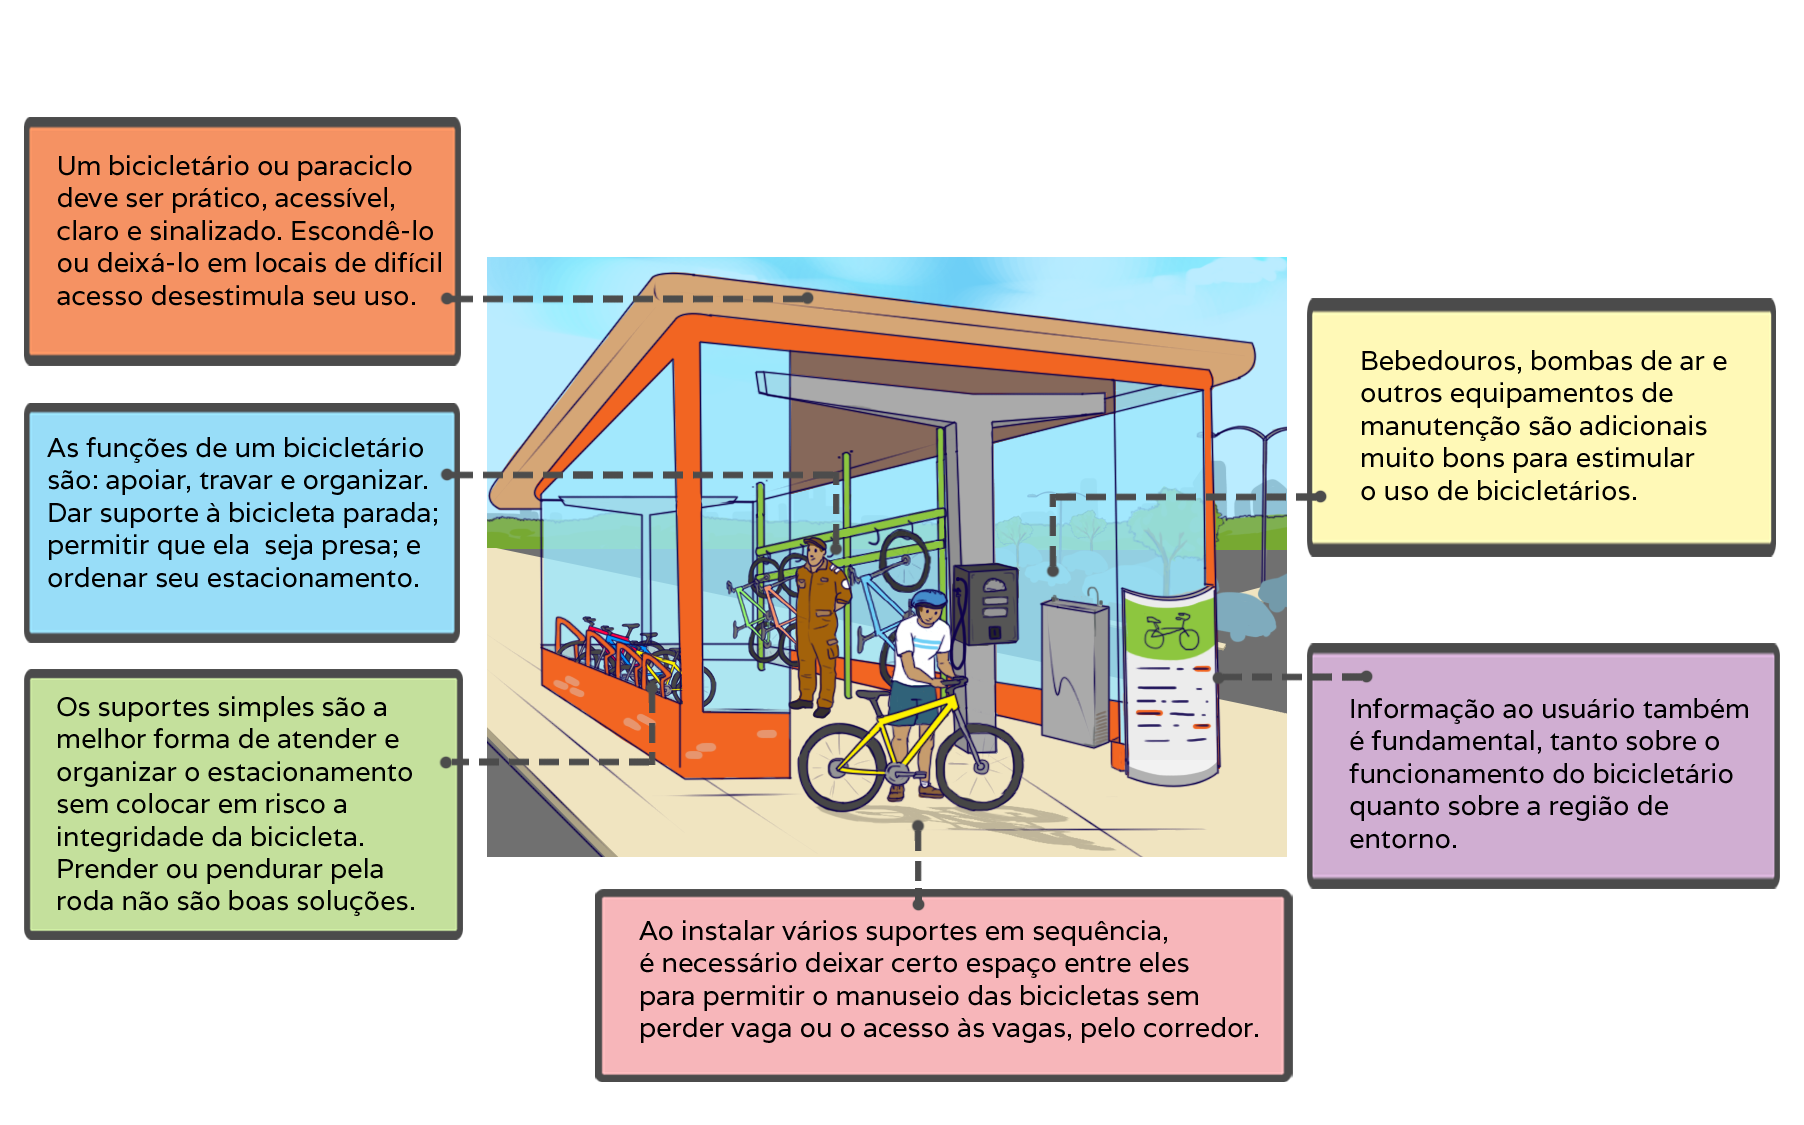 Um bicicletário ou paraciclo
deve ser prático, acessível,
claro e sinalizado. Escondê-lo
ou deixá-lo em locais de difícil
acesso desestimula seu uso.
As funções de um bicicletário
são: apoiar, travar e organizar.
Dar suporte à bicicleta parada;
permitir que ela seja presa; e
ordenar seu estacionamento.
Os suportes simples são a
melhor forma de atender e
organizar o estacionamento
sem colocar em risco a
integridade da bicicleta.
Prender ou pendurar pela
roda não são boas soluções.
Bebedouros, bombas de ar e
outros equipamentos de
manutenção são adicionais
muito bons para estimular
o uso de bicicletários.
Informação ao usuário também
é fundamental, tanto sobre o
funcionamento do bicicletário
quanto sobre a região de
entorno.
Ao instalar vários suportes em sequência,
é necessário deixar certo espaço entre eles
para permitir o manuseio das bicicletas sem
perder vaga ou o acesso às vagas, pelo corredor.